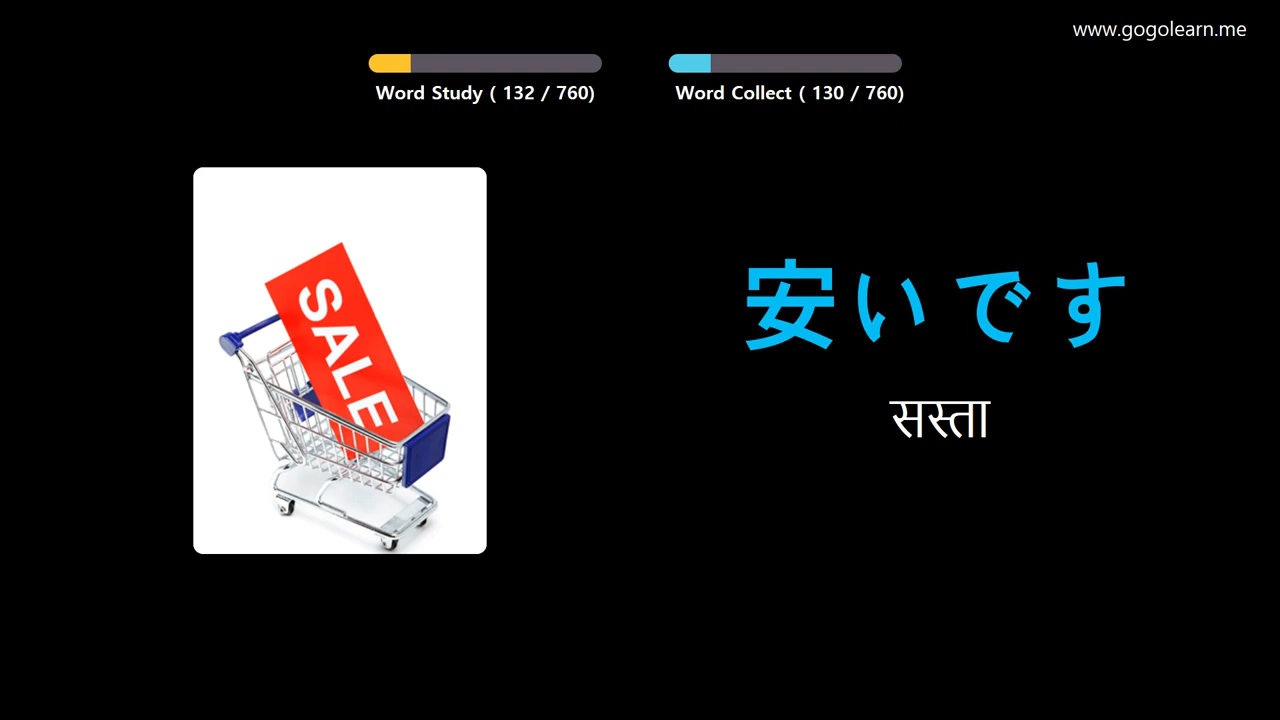 www.gogolearn.me
Word Study ( 132 / 760)
Word Collect ( 130 / 760)
SALE
安いです
सस्ता